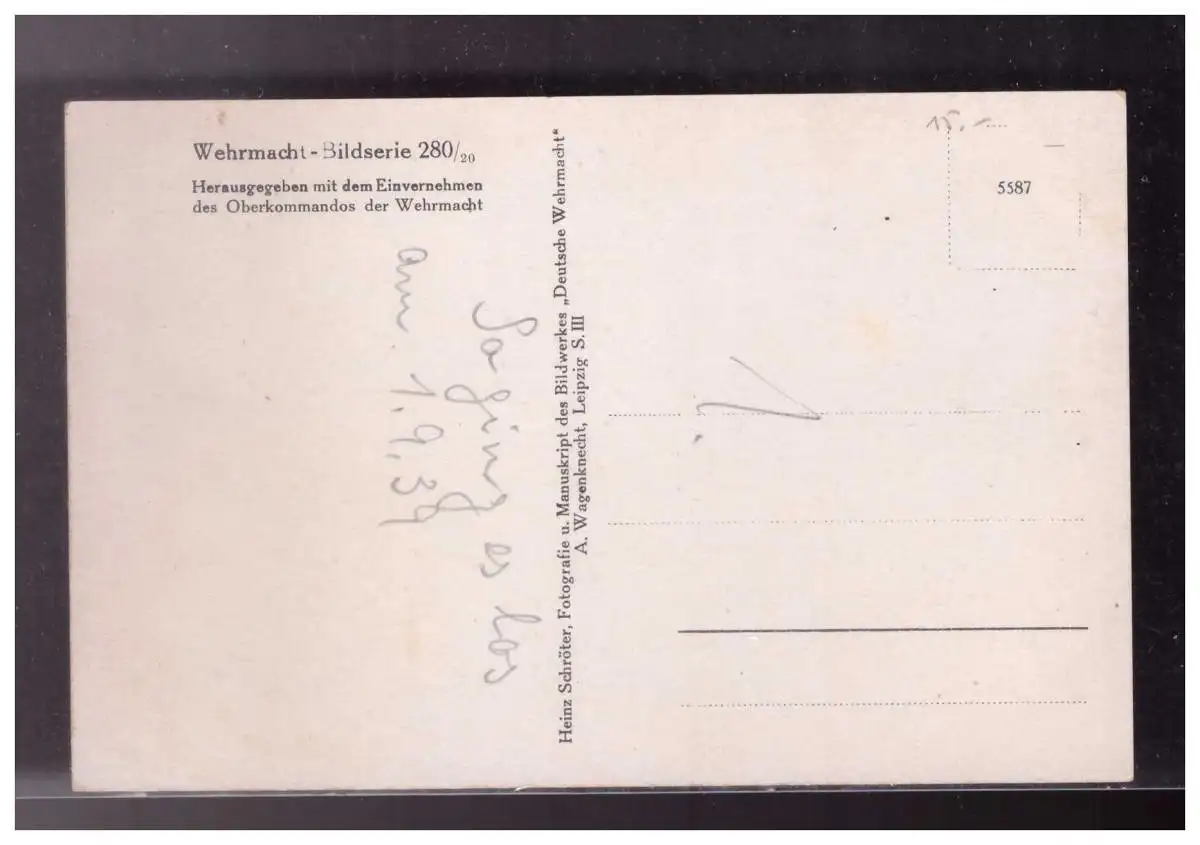 Wehrmacht - Bildserie 280/20
Herausgegeben mit dem Einvernehmen
des Oberkommandos der Wehrmacht
So ging es los
am 1.9.39
Heinz Schröter, Fotografie u. Manuskript des Bildwerkes „Deutsche Wehrmacht"
A. Wagenknecht, Leipzig S. III
15.-
5587
1.